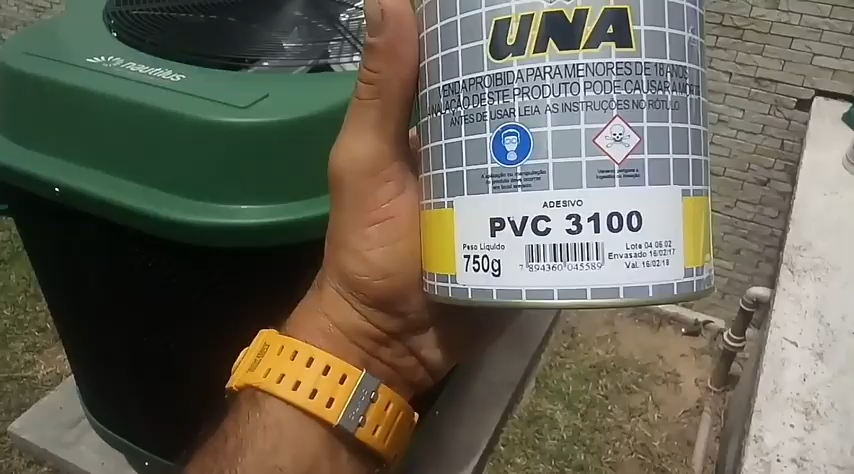 nautilus
UNA
VENDA PROIBIDA PARA MENORES DE 18 ANOS
INALAÇÃO DESTE PRODUTO PODE CAUSAR A MORTE
ANTES DE USAR LEIA AS INSTRUÇÕES NO RÓTULO
ADESIVO
PVC 3100
Peso Líquido
750g
7 894360 045589
Lote 04.06.02
Envasado 16/02/17
Val. 16/02/18